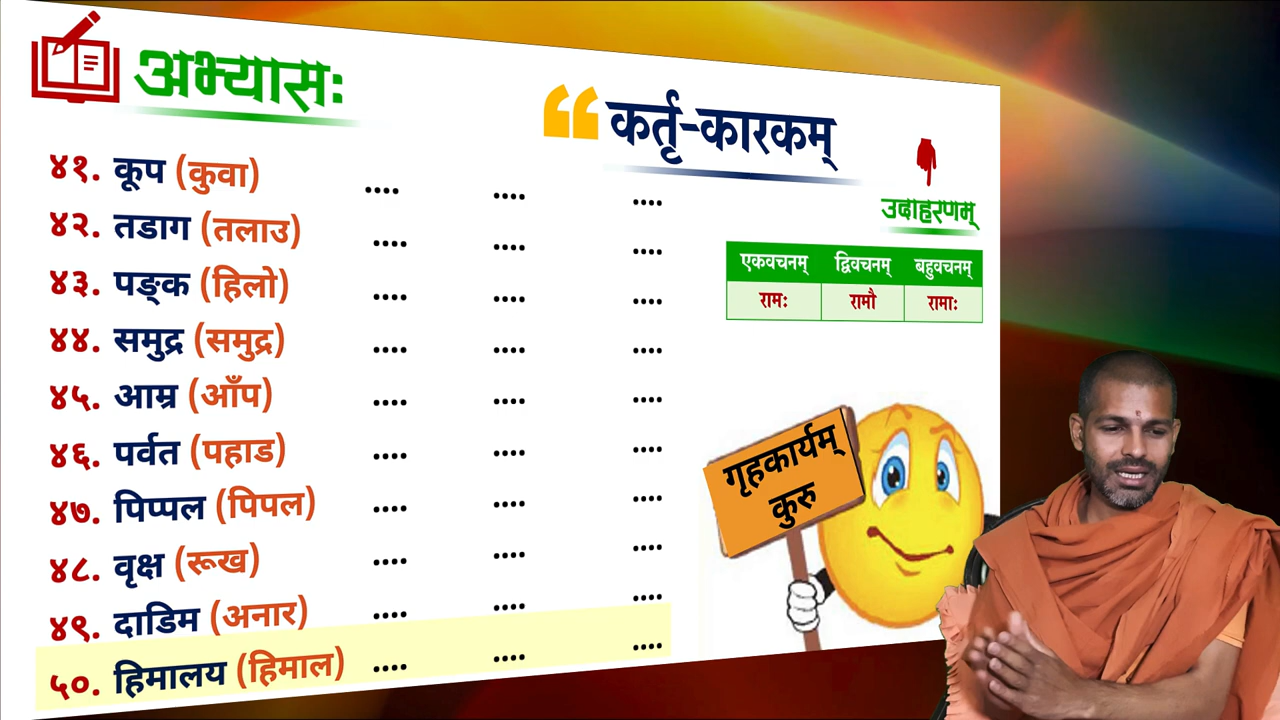 अभ्यासः
“कर्तृ-कारकम्
४१. कूप (कुवा) .... .... ....
४२. तडाग (तलाउ) .... .... ....
४३. पङ्क (हिलो) .... .... ....
४४. समुद्र (समुद्र) .... .... ....
४५. आम्र (आँप) .... .... ....
४६. पर्वत (पहाड) .... .... ....
४७. पिप्पल (पिपल) .... .... ....
४८. वृक्ष (रूख) .... .... ....
४९. दाडिम (अनार) .... .... ....
५०. हिमालय (हिमाल) .... .... ....
उदाहरणम्
एकवचनम् द्विवचनम् बहुवचनम्
रामः रामौ रामाः
गृहकार्यम्
कुरु